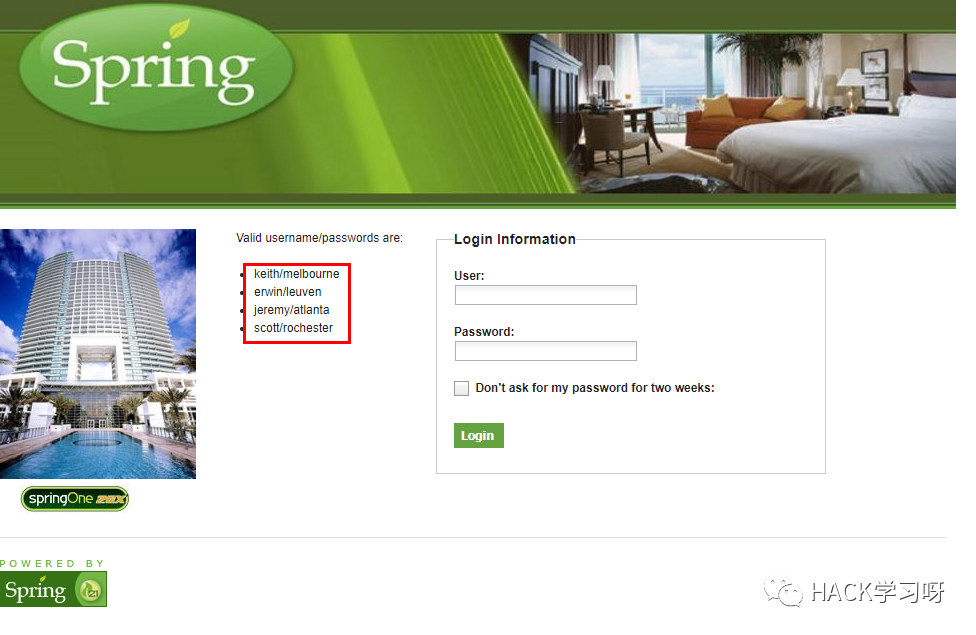 Spring
Valid username/passwords are:
keith/melbourne
erwin/leuven
jeremy/atlanta
scott/rochester
Login Information
User:
Password:
Don't ask for my password for two weeks:
Login
springOne 2GX
POWERED BY
Spring
HACK学习呀